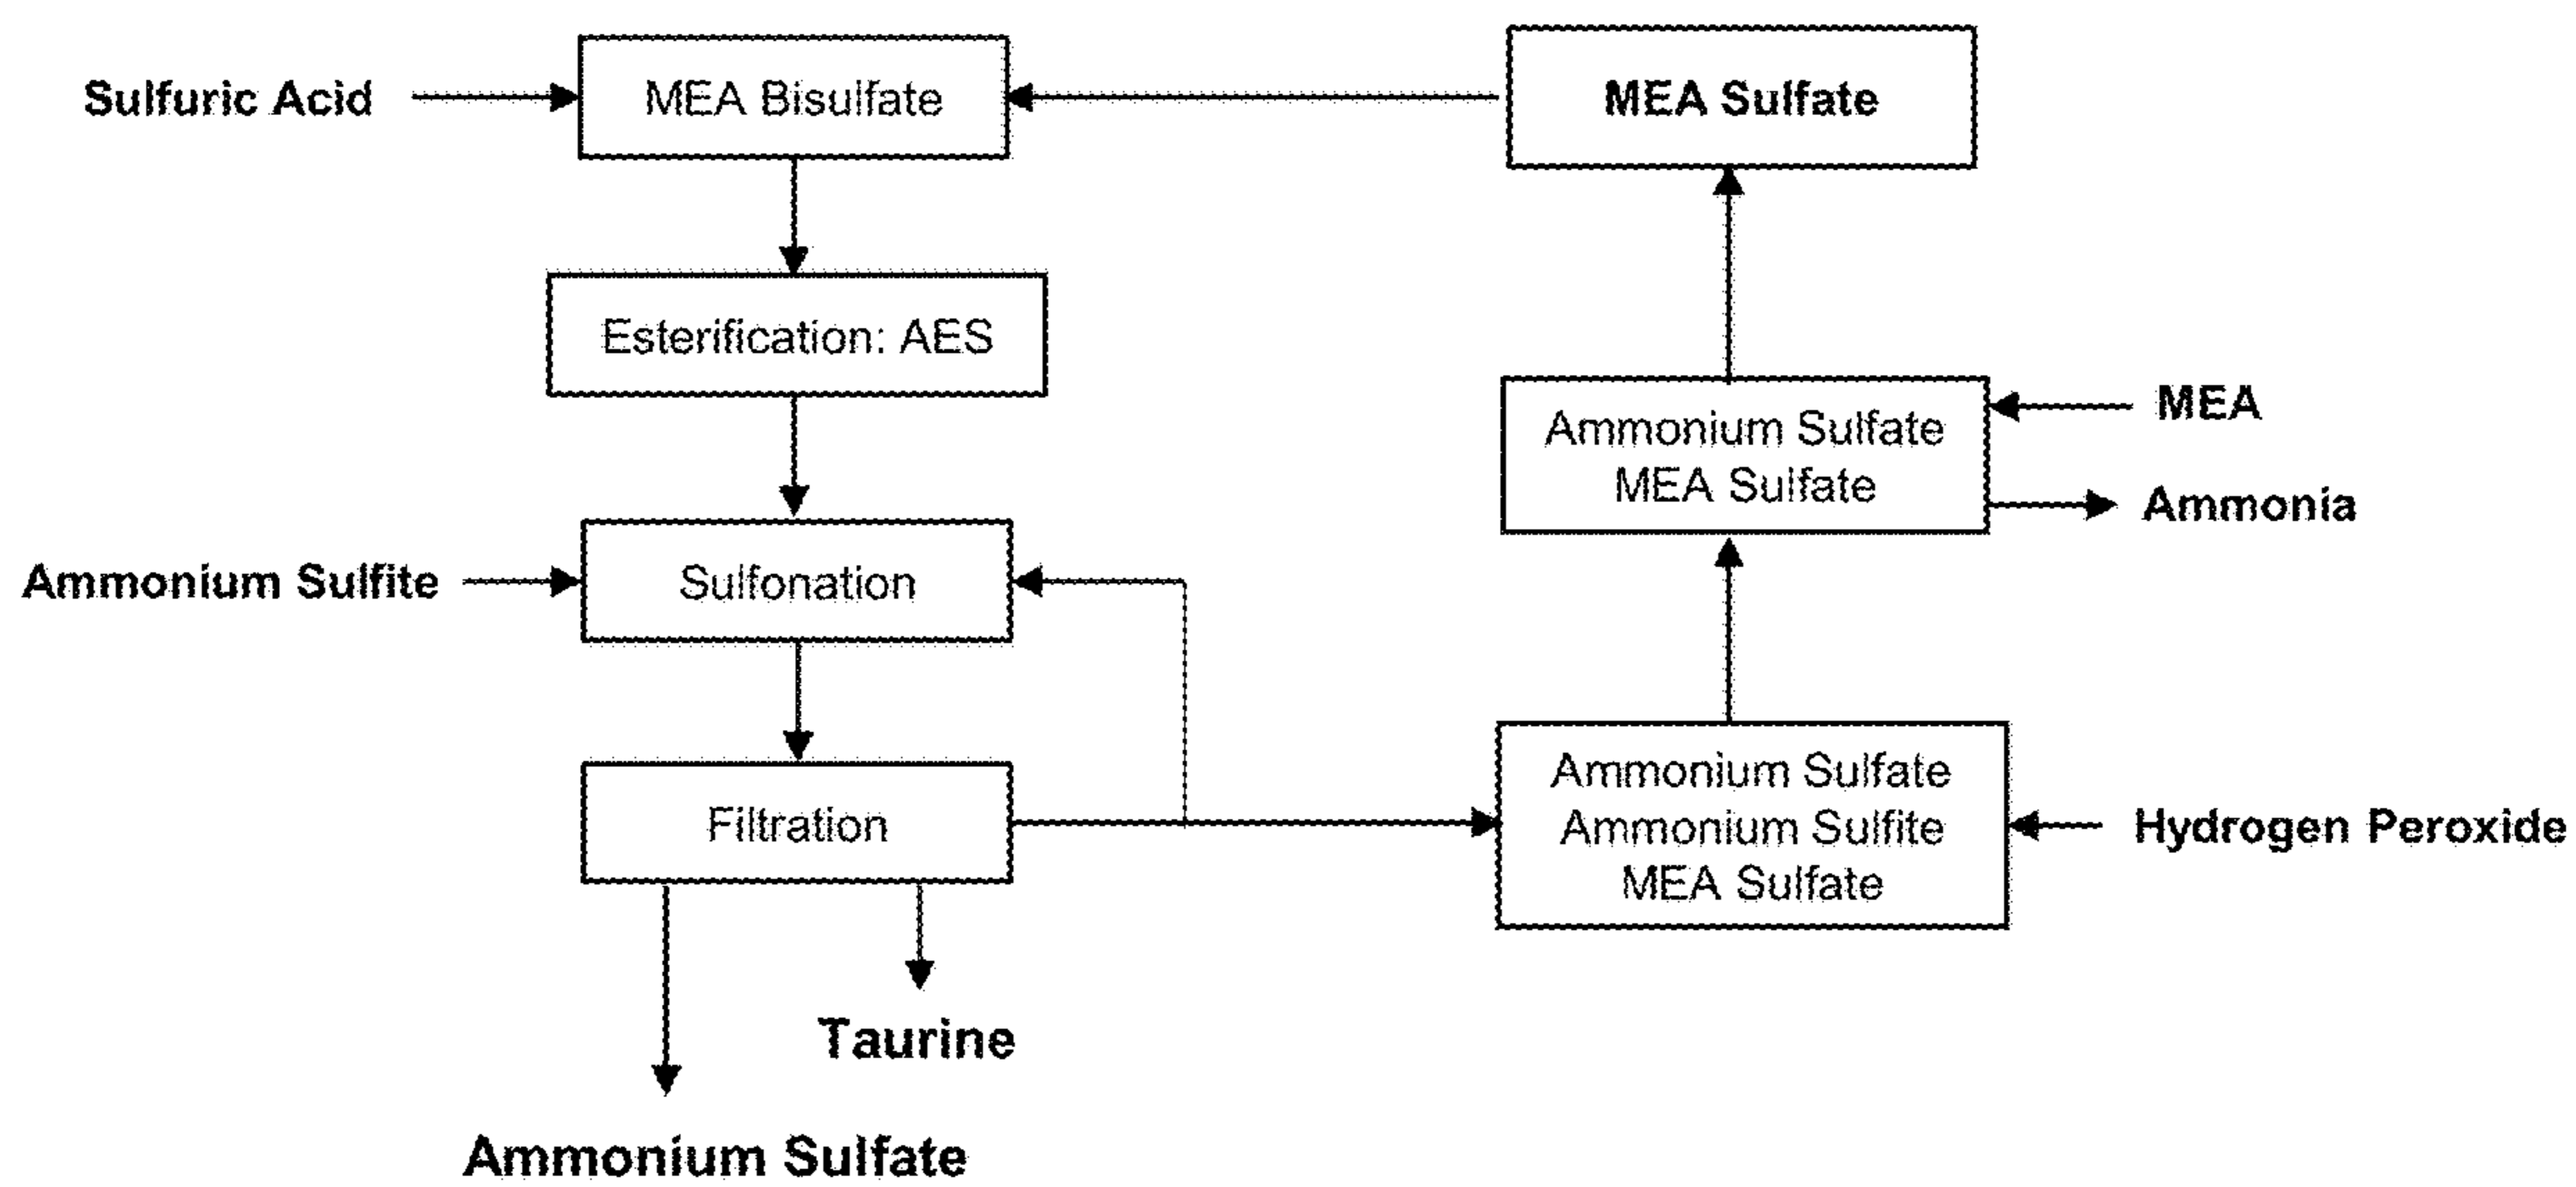 Sulfuric Acid
MEA Bisulfate
MEA Sulfate
Esterification: AES
Ammonium Sulfate
MEA Sulfate
MEA
Ammonia
Ammonium Sulfite
Sulfonation
Filtration
Ammonium Sulfate
Ammonium Sulfite
MEA Sulfate
Hydrogen Peroxide
Taurine
Ammonium Sulfate